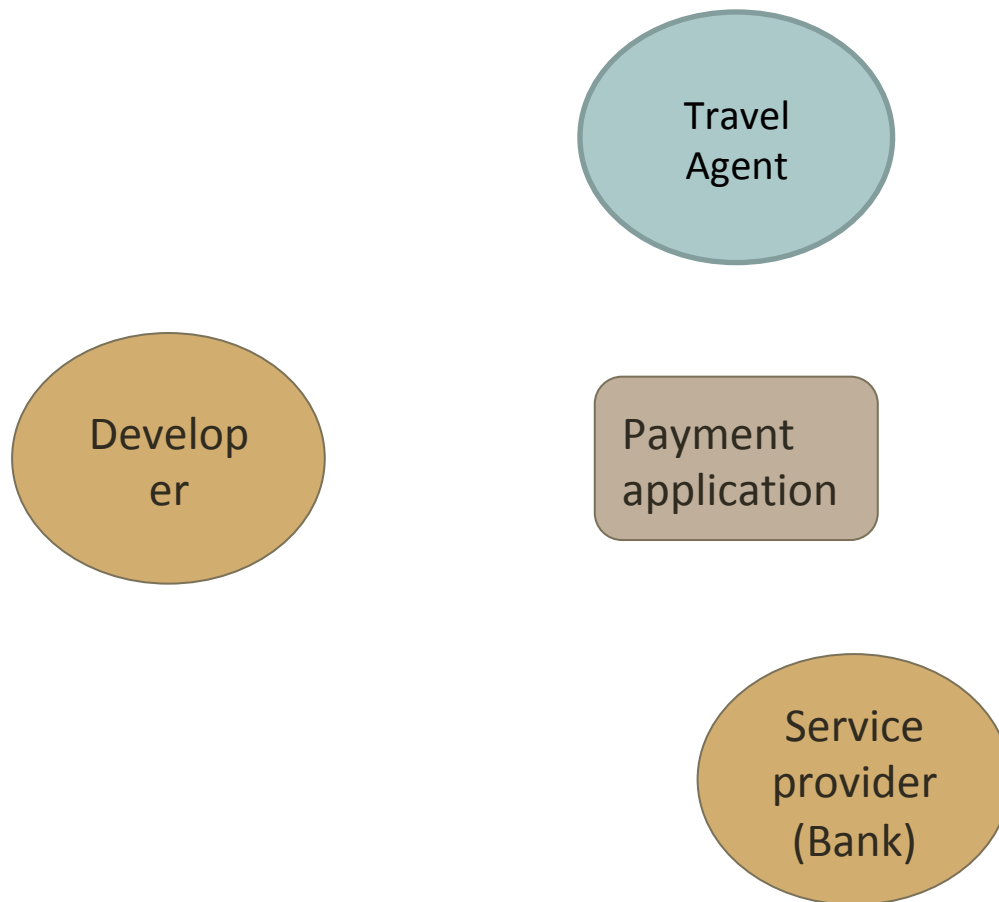 Travel
Agent
Develop
er
Payment
application
Service
provider
(Bank)